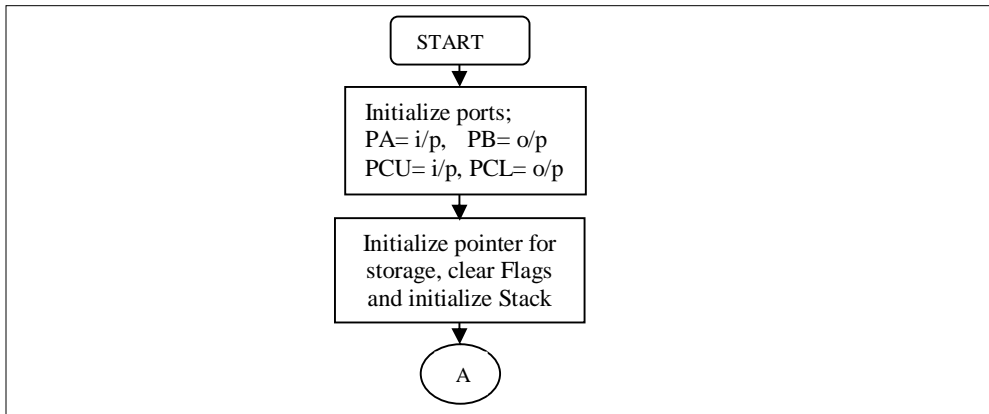 START
Initialize ports;
PA= i/p, PB= o/p
PCU= i/p, PCL= o/p
Initialize pointer for
storage, clear Flags
and initialize Stack
A